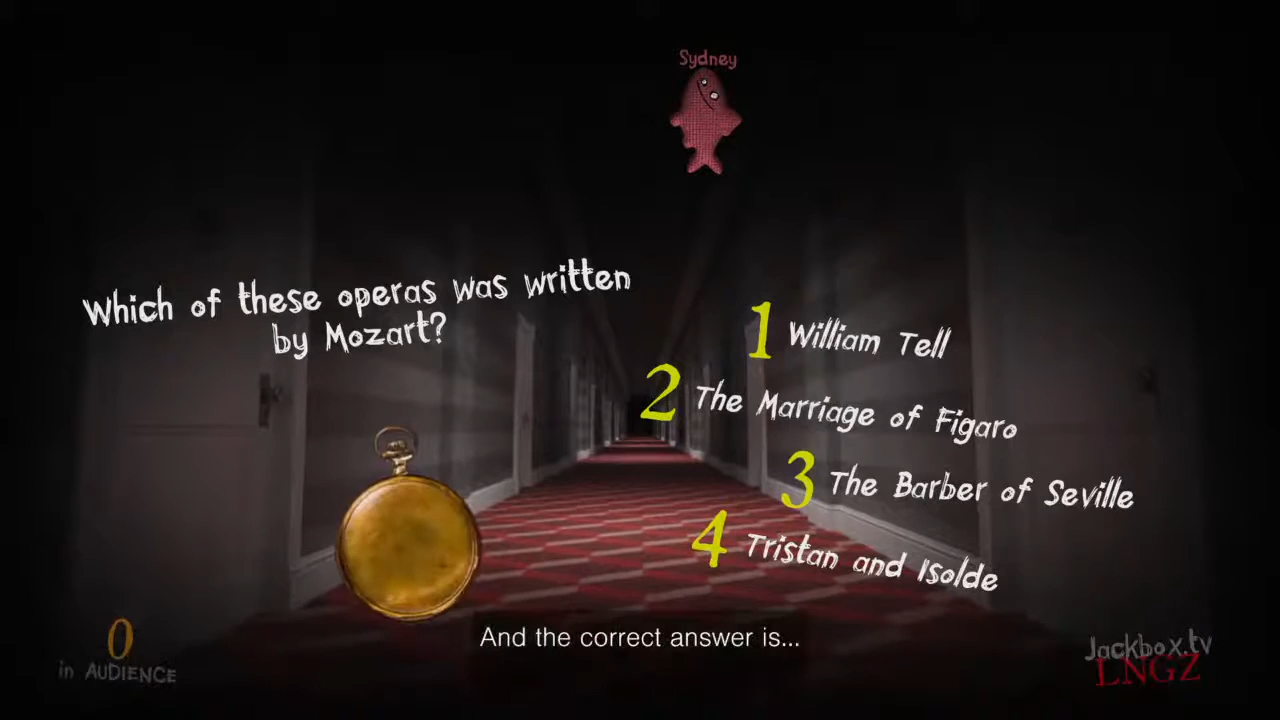 Sydney
Which of these operas was written
by Mozart?
1 William Tell
2 The Marriage of Figaro
3 The Barber of Seville
4 Tristan and Isolde
And the correct answer is...
0
in AUDIENCE
Jackbox.tv
LNGZ